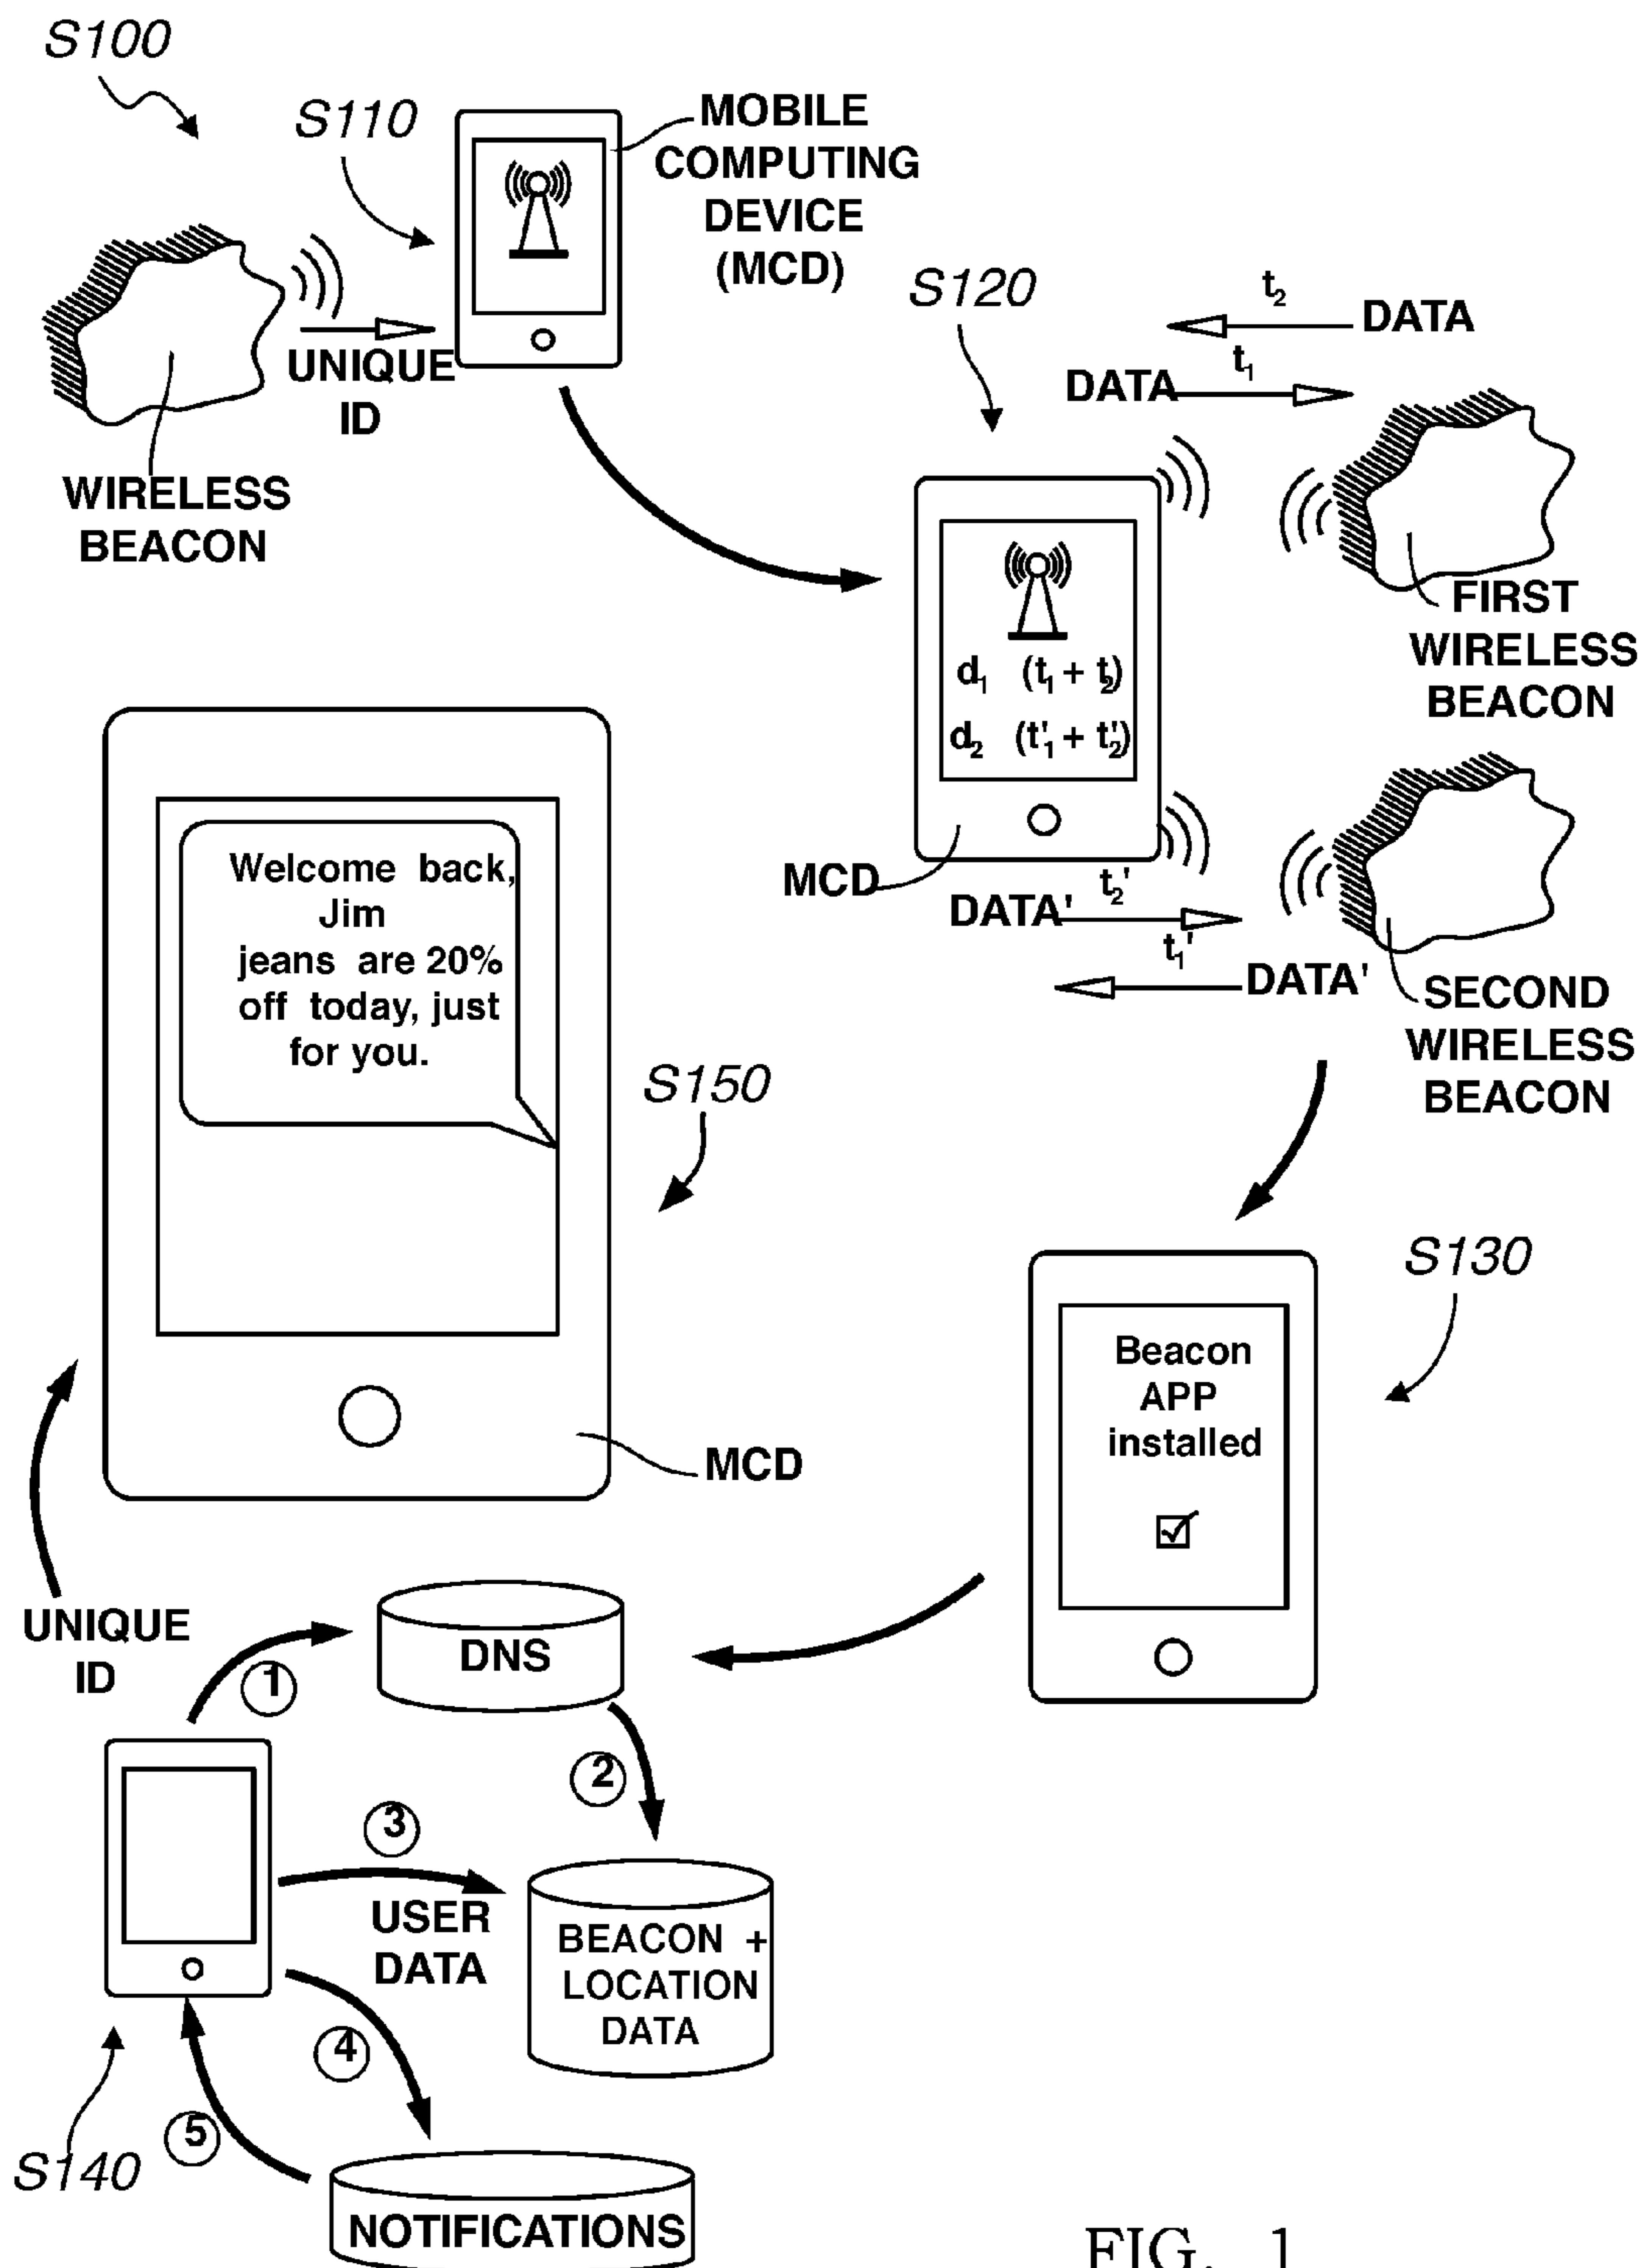 S100
S110
MOBILE
COMPUTING
DEVICE
(MCD)
UNIQUE
ID
WIRELESS
BEACON
S120
t2
DATA
t1
DATA
d1 (t1 + t2)
d2 (t'1 + t'2)
FIRST
WIRELESS
BEACON
MCD
t2'
DATA'
t1'
DATA'
SECOND
WIRELESS
BEACON
Welcome back,
Jim
jeans are 20%
off today, just
for you.
S150
MCD
S130
Beacon
APP
installed
UNIQUE
ID
1
DNS
2
3
USER
DATA
BEACON +
LOCATION
DATA
4
5
S140
NOTIFICATIONS
FIG. 1